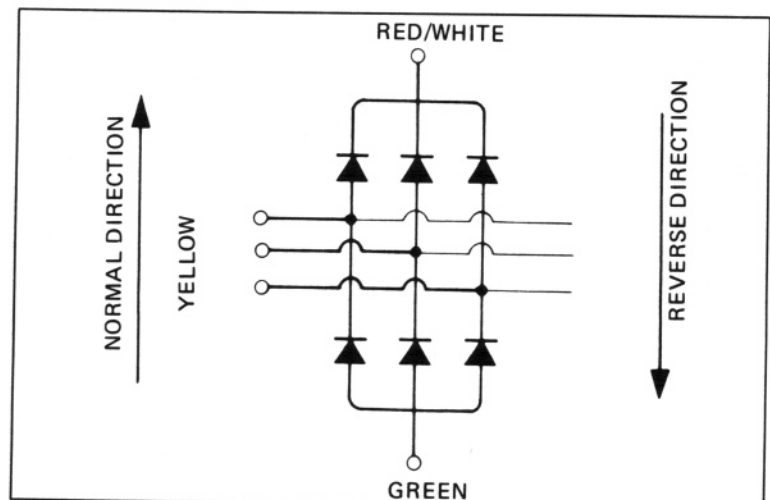 RED/WHITE
NORMAL DIRECTION
YELLOW
REVERSE DIRECTION
GREEN